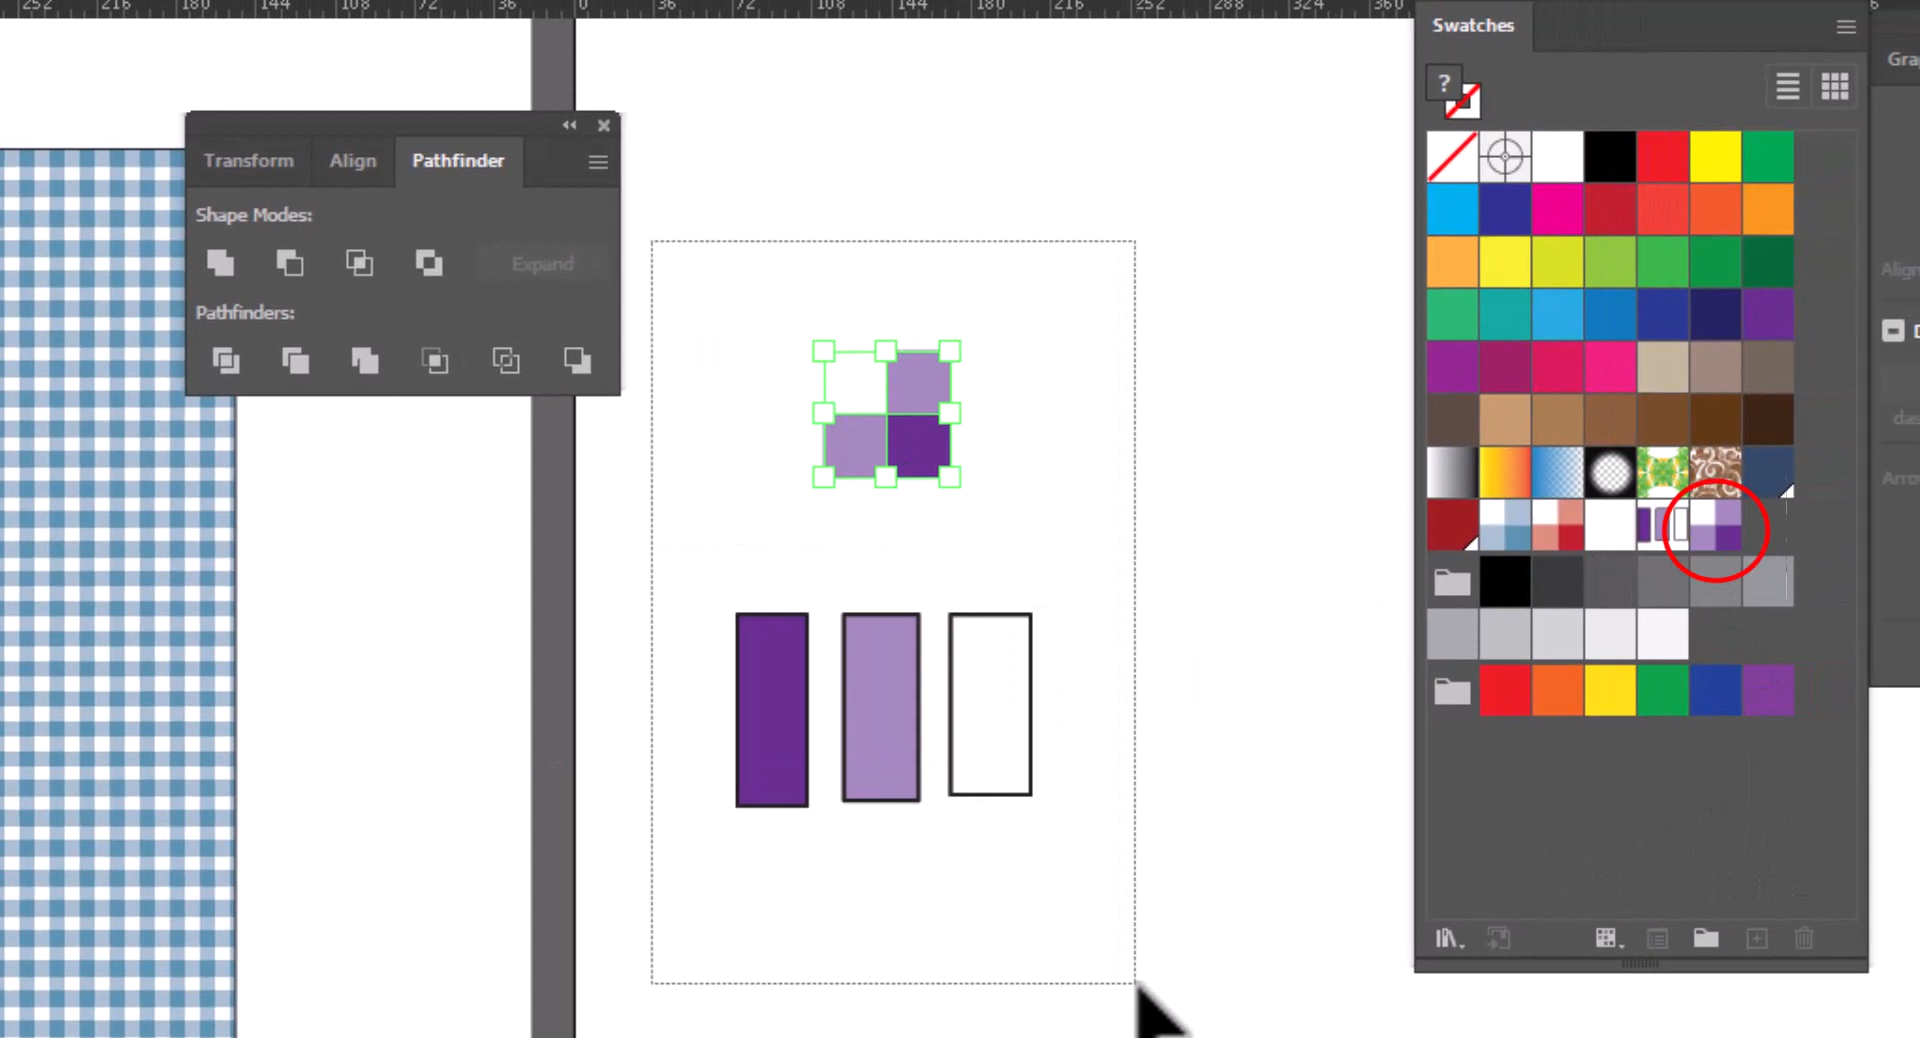 252 216 180 144 108 72 36 0 36 72 108 144 180 216 252 288 324 360
Swatches
6
Gra
?
Transform Align Pathfinder
Shape Modes:
Expand
Pathfinders:
Align
D
das
Arro